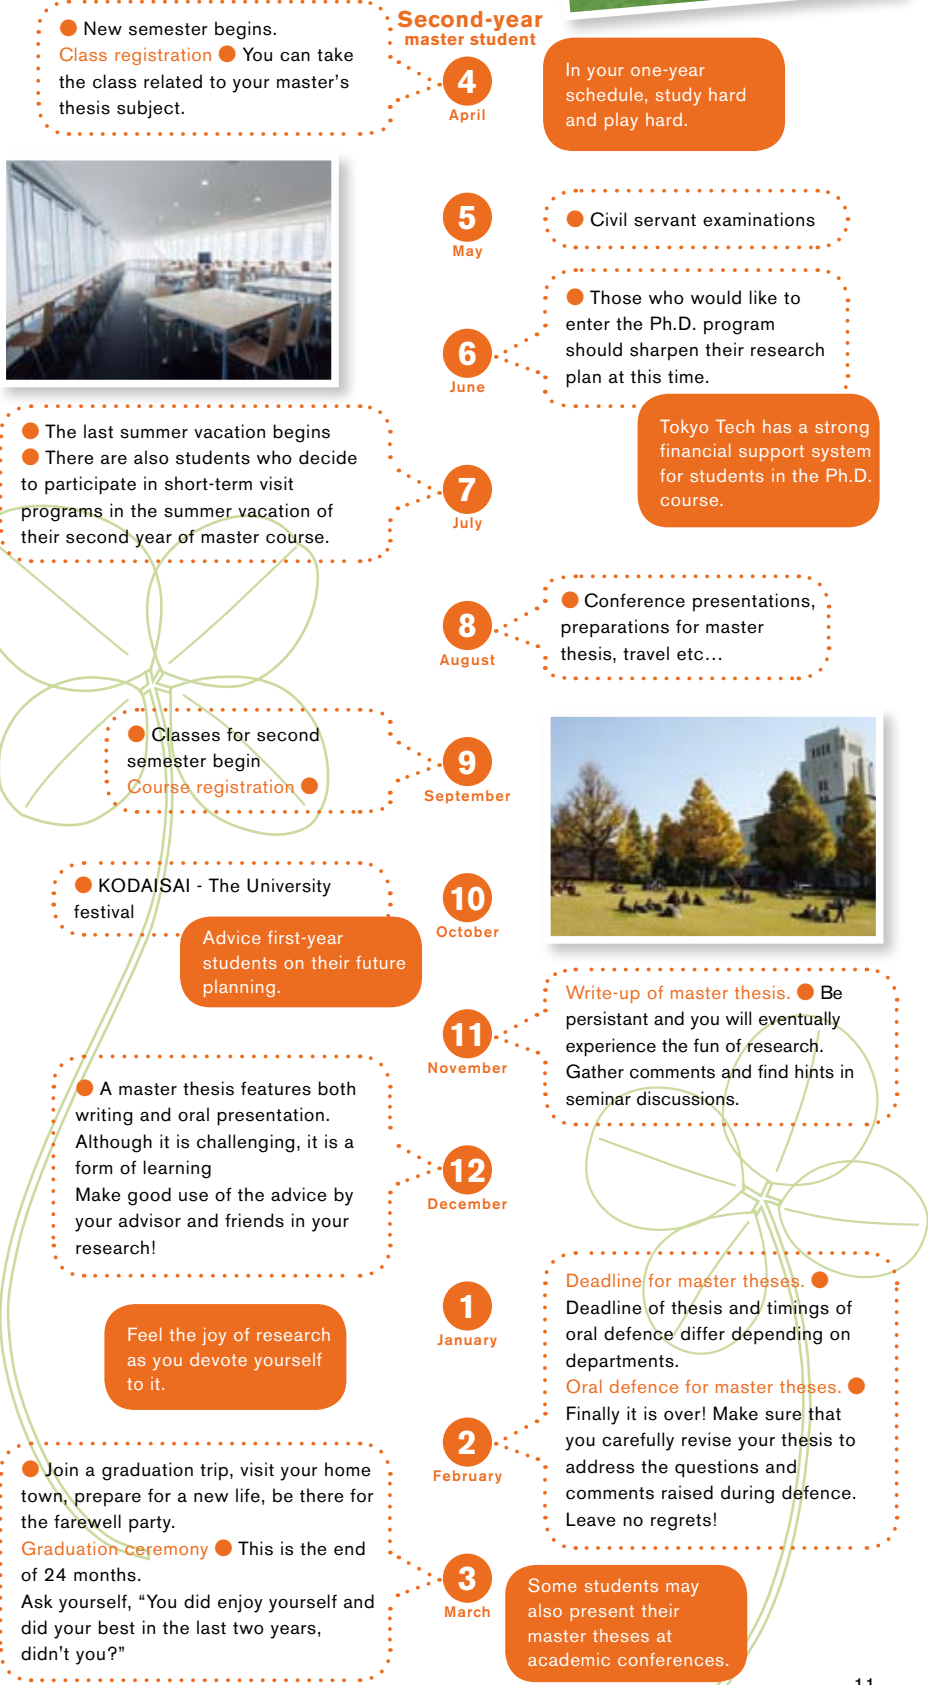 Second-year
master student
● New semester begins.
Class registration ● You can take
the class related to your master's
thesis subject.
4
April
In your one-year
schedule, study hard
and play hard.
5
May
● Civil servant examinations
6
June
● Those who would like to
enter the Ph.D. program
should sharpen their research
plan at this time.
Tokyo Tech has a strong
financial support system
for students in the Ph.D.
course.
● The last summer vacation begins
● There are also students who decide
to participate in short-term visit
programs in the summer vacation of
their second year of master course.
7
July
8
August
● Conference presentations,
preparations for master
thesis, travel etc…
● Classes for second
semester begin
Course registration ●
9
September
● KODAISAI - The University
festival
10
October
Advice first-year
students on their future
planning.
11
November
Write-up of master thesis. ● Be
persistant and you will eventually
experience the fun of research.
Gather comments and find hints in
seminar discussions.
● A master thesis features both
writing and oral presentation.
Although it is challenging, it is a
form of learning
Make good use of the advice by
your advisor and friends in your
research!
12
December
1
January
Deadline for master theses. ●
Deadline of thesis and timings of
oral defence differ depending on
departments.
Oral defence for master theses. ●
Finally it is over! Make sure that
you carefully revise your thesis to
address the questions and
comments raised during defence.
Leave no regrets!
Feel the joy of research
as you devote yourself
to it.
2
February
● Join a graduation trip, visit your home
town, prepare for a new life, be there for
the farewell party.
Graduation ceremony ● This is the end
of 24 months.
Ask yourself, “You did enjoy yourself and
did your best in the last two years,
didn't you?”
3
March
Some students may
also present their
master theses at
academic conferences.
11